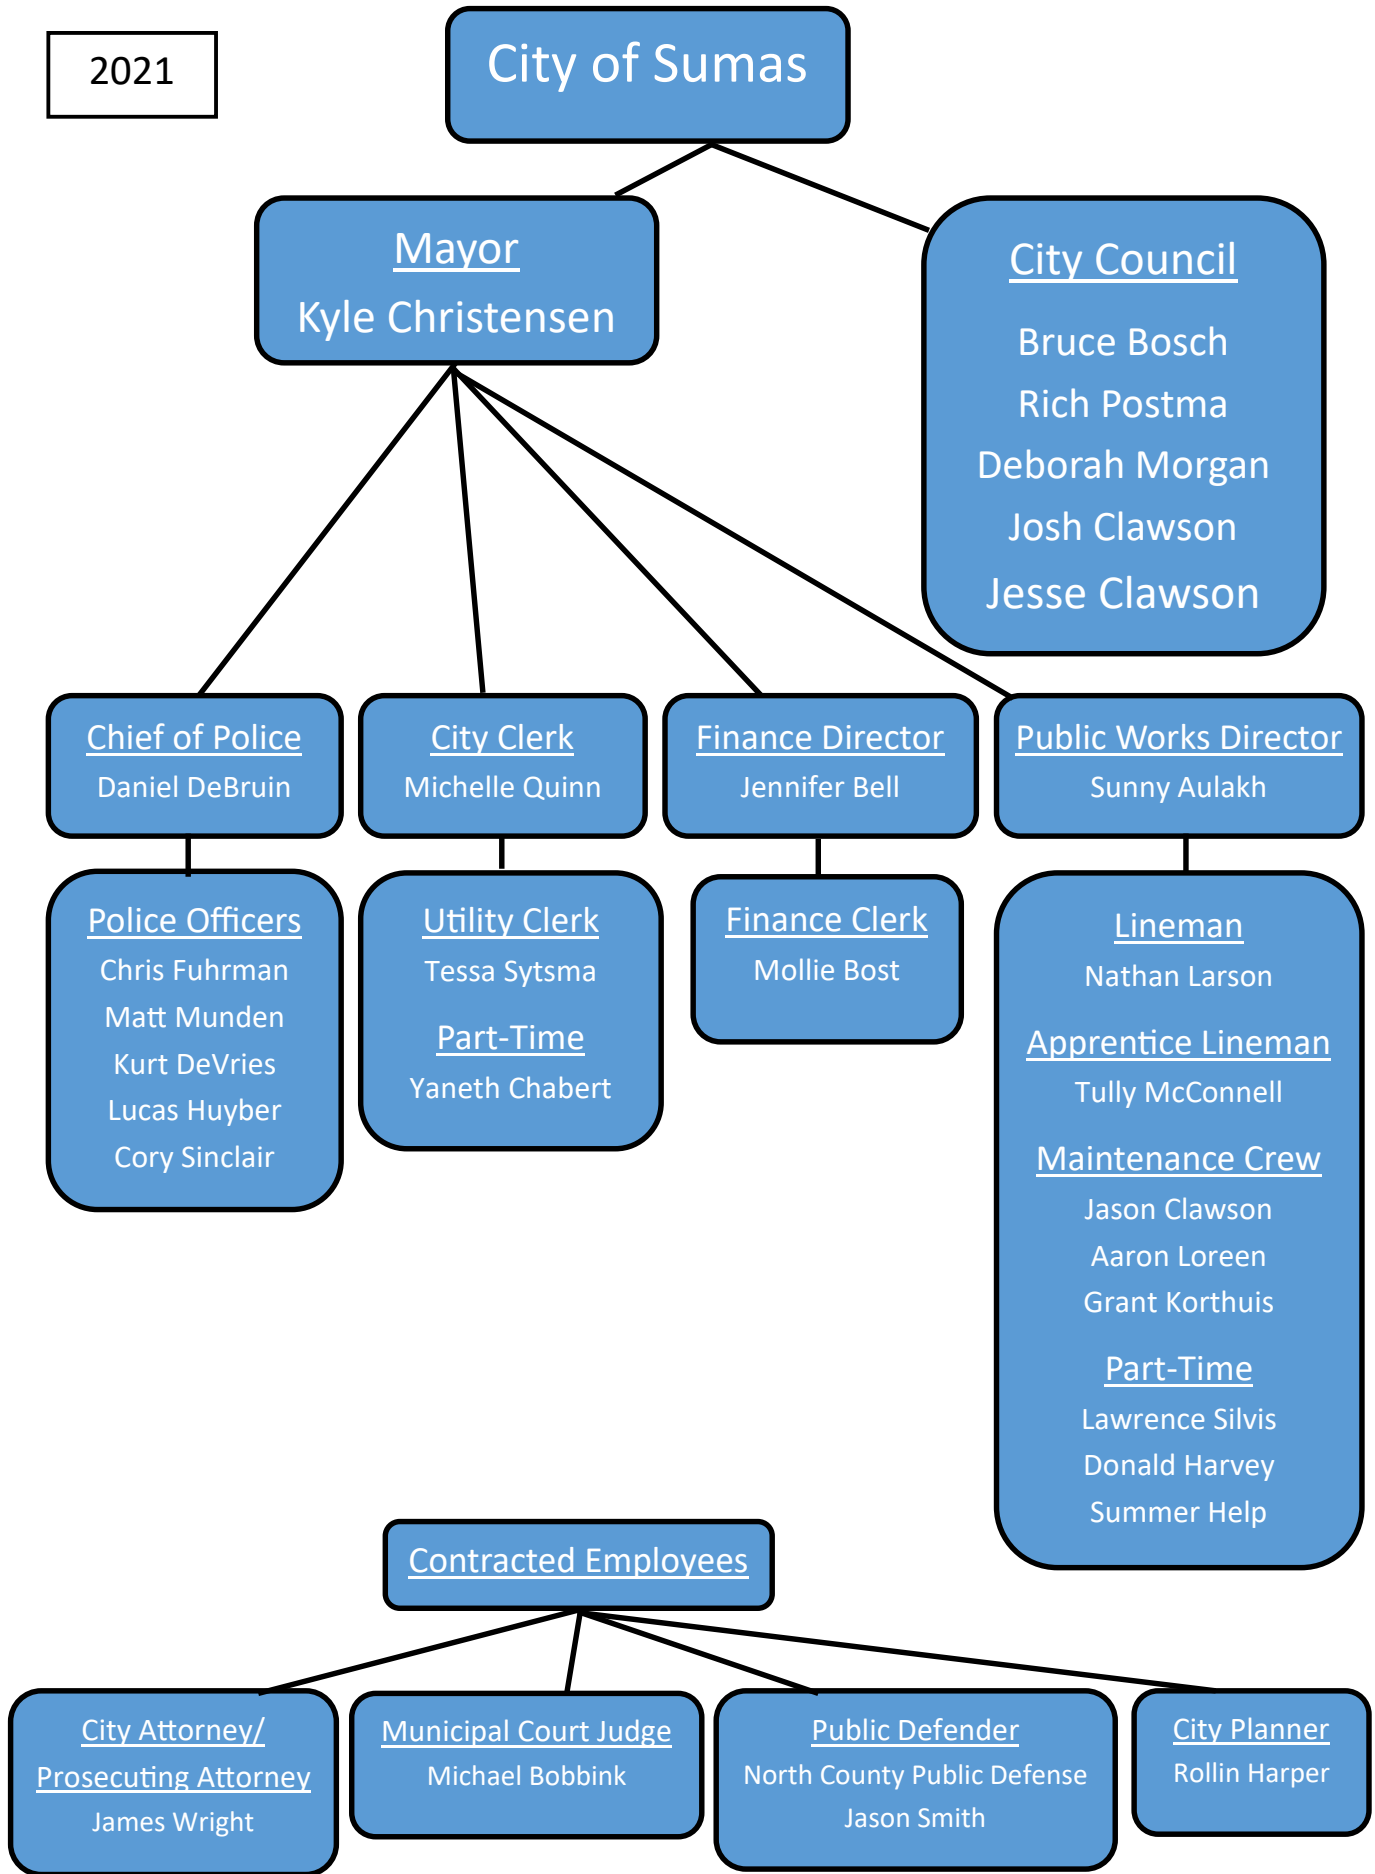 2021
City of Sumas
Mayor
Kyle Christensen
City Council
Bruce Bosch
Rich Postma
Deborah Morgan
Josh Clawson
Jesse Clawson
Chief of Police
Daniel DeBruin
City Clerk
Michelle Quinn
Finance Director
Jennifer Bell
Public Works Director
Sunny Aulakh
Police Officers
Chris Fuhrman
Matt Munden
Kurt DeVries
Lucas Huyber
Cory Sinclair
Utility Clerk
Tessa Sytsma
Part-Time
Yaneth Chabert
Finance Clerk
Mollie Bost
Lineman
Nathan Larson
Apprentice Lineman
Tully McConnell
Maintenance Crew
Jason Clawson
Aaron Loreen
Grant Korthuis
Part-Time
Lawrence Silvis
Donald Harvey
Summer Help
Contracted Employees
City Attorney/
Prosecuting Attorney
James Wright
Municipal Court Judge
Michael Bobbink
Public Defender
North County Public Defense
Jason Smith
City Planner
Rollin Harper